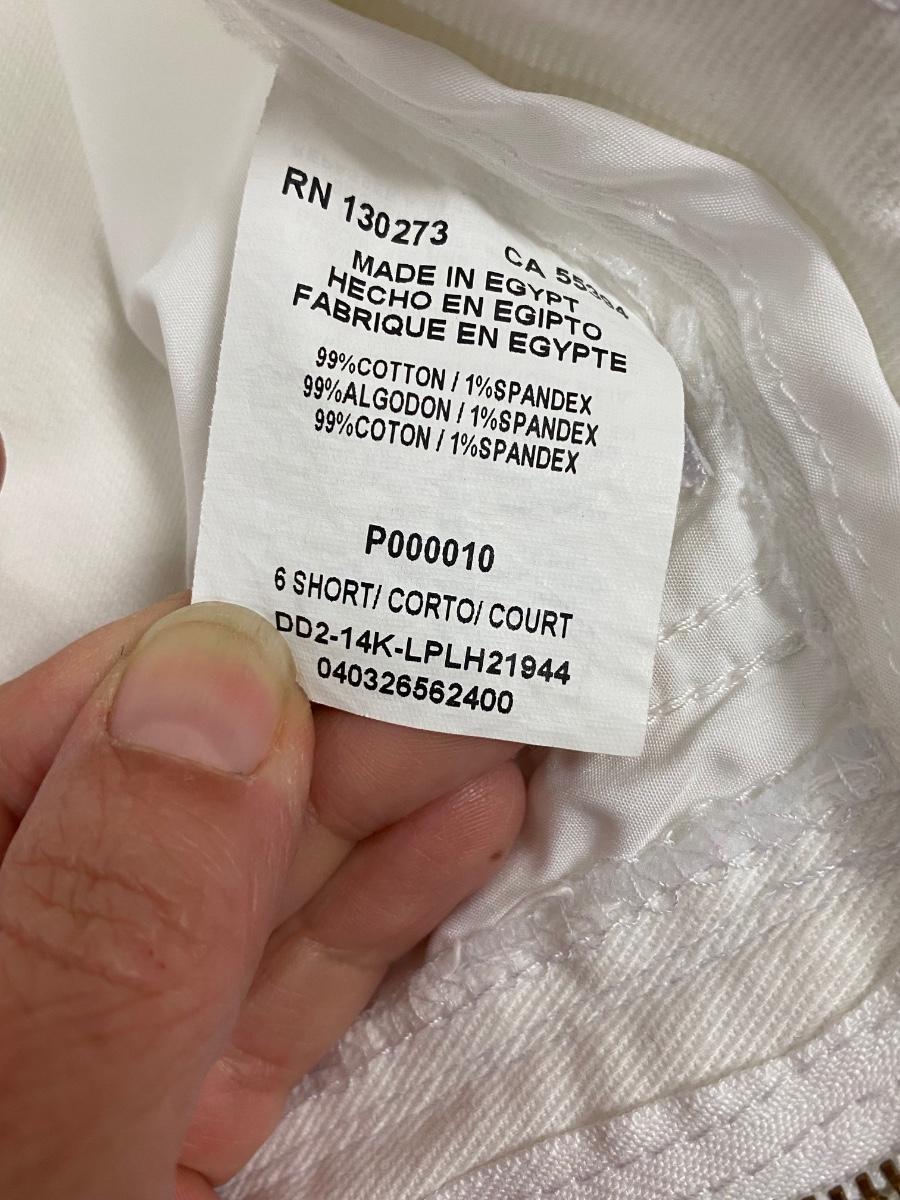 RN 130273 CA
MADE IN EGYPT
HECHO EN EGIPTO
FABRIQUE EN EGYPTE
99%COTTON / 1%SPANDEX
99%ALGODON / 1%SPANDEX
99%COTON / 1%SPANDEX
P000010
6 SHORT/ CORTO/ COURT
DD2-14K-LPLH21944
040326562400